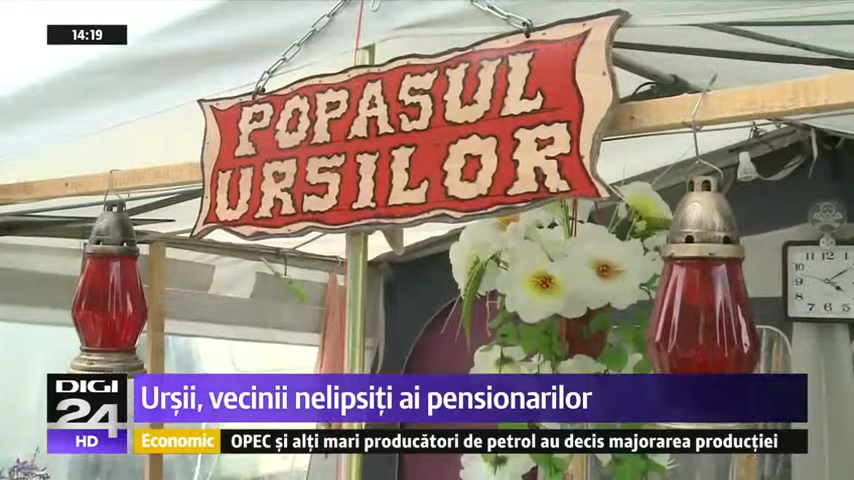 14:19
POPASUL
URSILOR
DIGI
24
HD
Urșii, vecinii nelipsiți ai pensionarilor
Economic OPEC și alți mari producători de petrol au decis majorarea producției